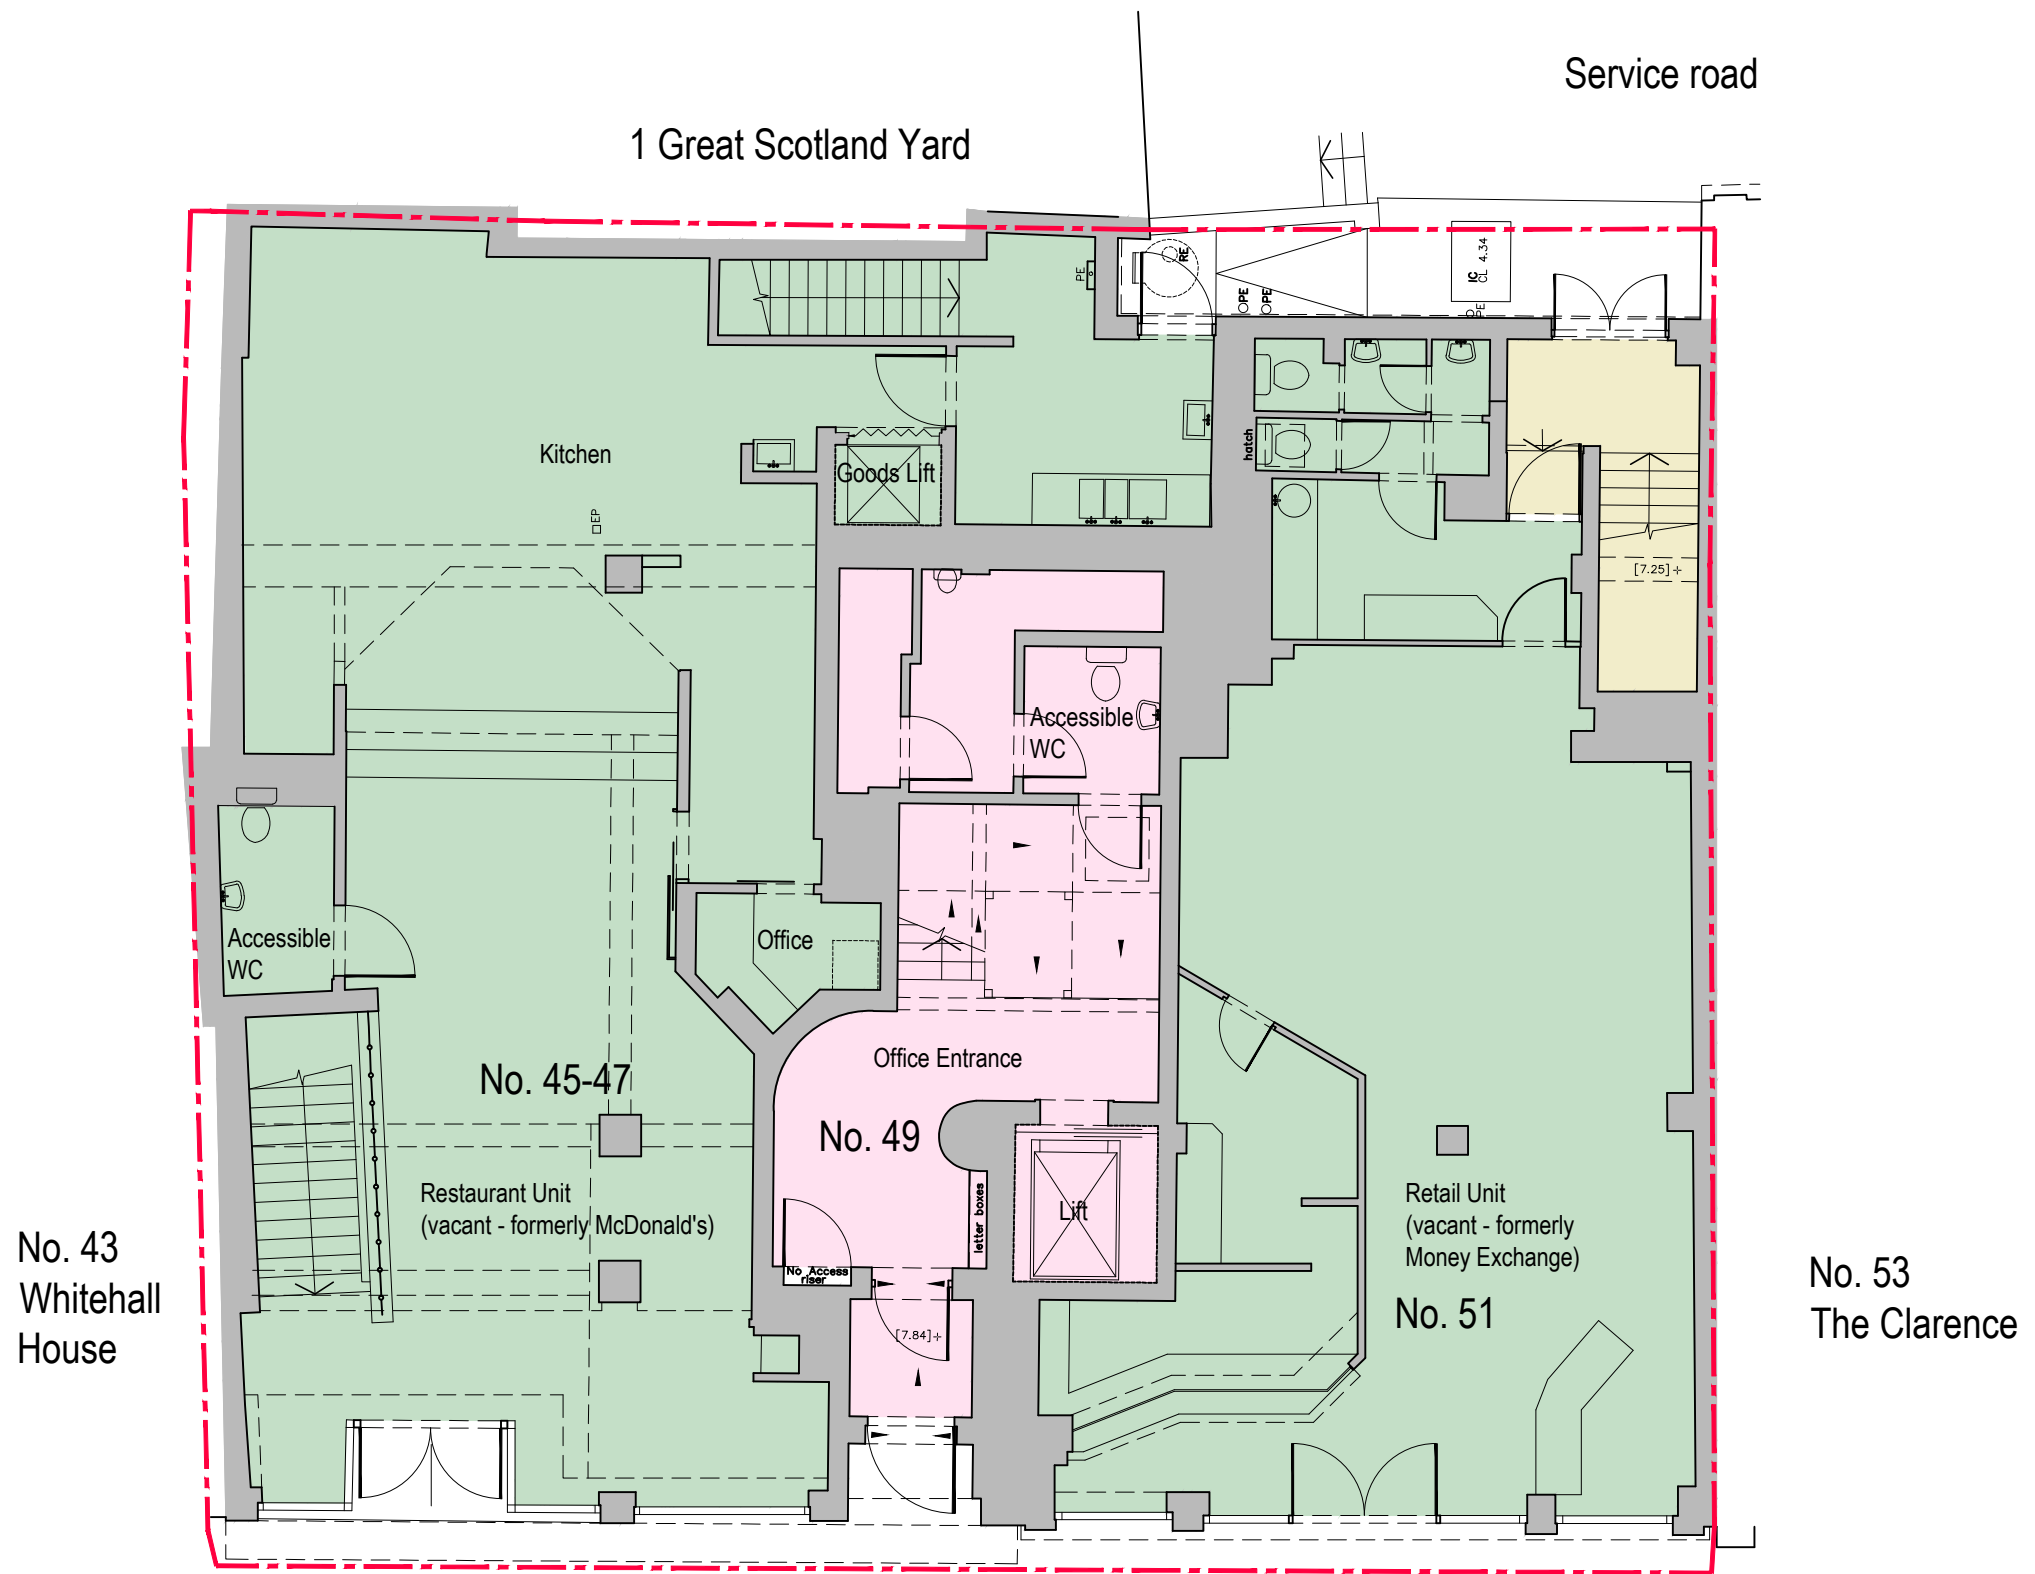 Service road
1 Great Scotland Yard
RE
PE
OPE
OPE
IC
CL 4.34
PE
hatch
Kitchen
Goods Lift
EP
[7.25]
Accessible
WC
Accessible
WC
Office
Office Entrance
No. 45-47
No. 49
letter boxes
Lift
Restaurant Unit
(vacant - formerly McDonald's)
Retail Unit
(vacant - formerly
Money Exchange)
No Access
riser
No. 51
[7.84]
No. 43
Whitehall
House
No. 53
The Clarence